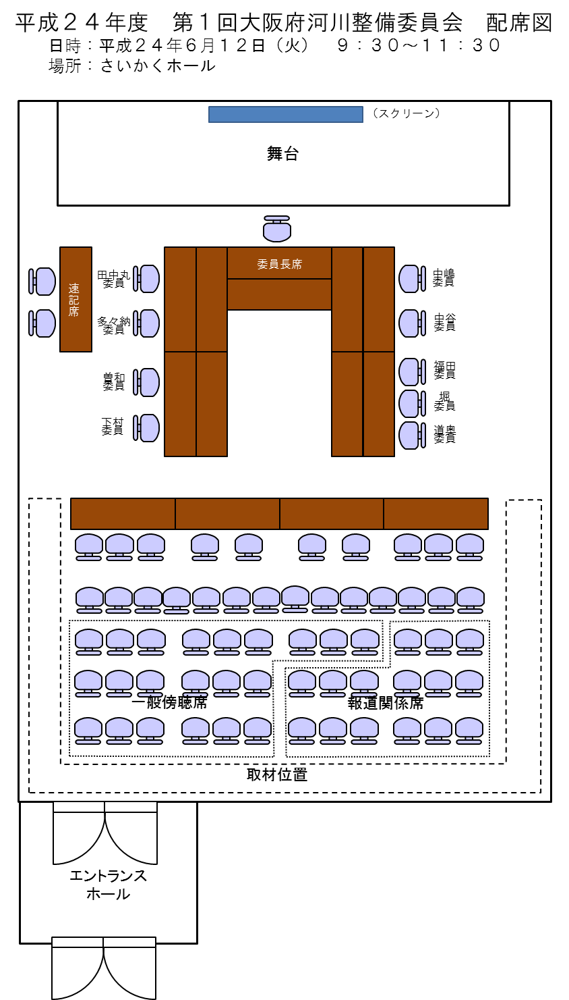 平成２４年度　第１回大阪府河川整備委員会　配席図
日時：平成２４年６月１２日（火）　９：３０～１１：３０
場所：さいかくホール
（スクリーン）
舞台
委員長席
速記席
田中丸
委員
多々納
委員
曽和
委員
下村
委員
中嶋
委員
中谷
委員
福田
委員
堀
委員
道奥
委員
一般傍聴席
報道関係席
取材位置
エントランス
ホール